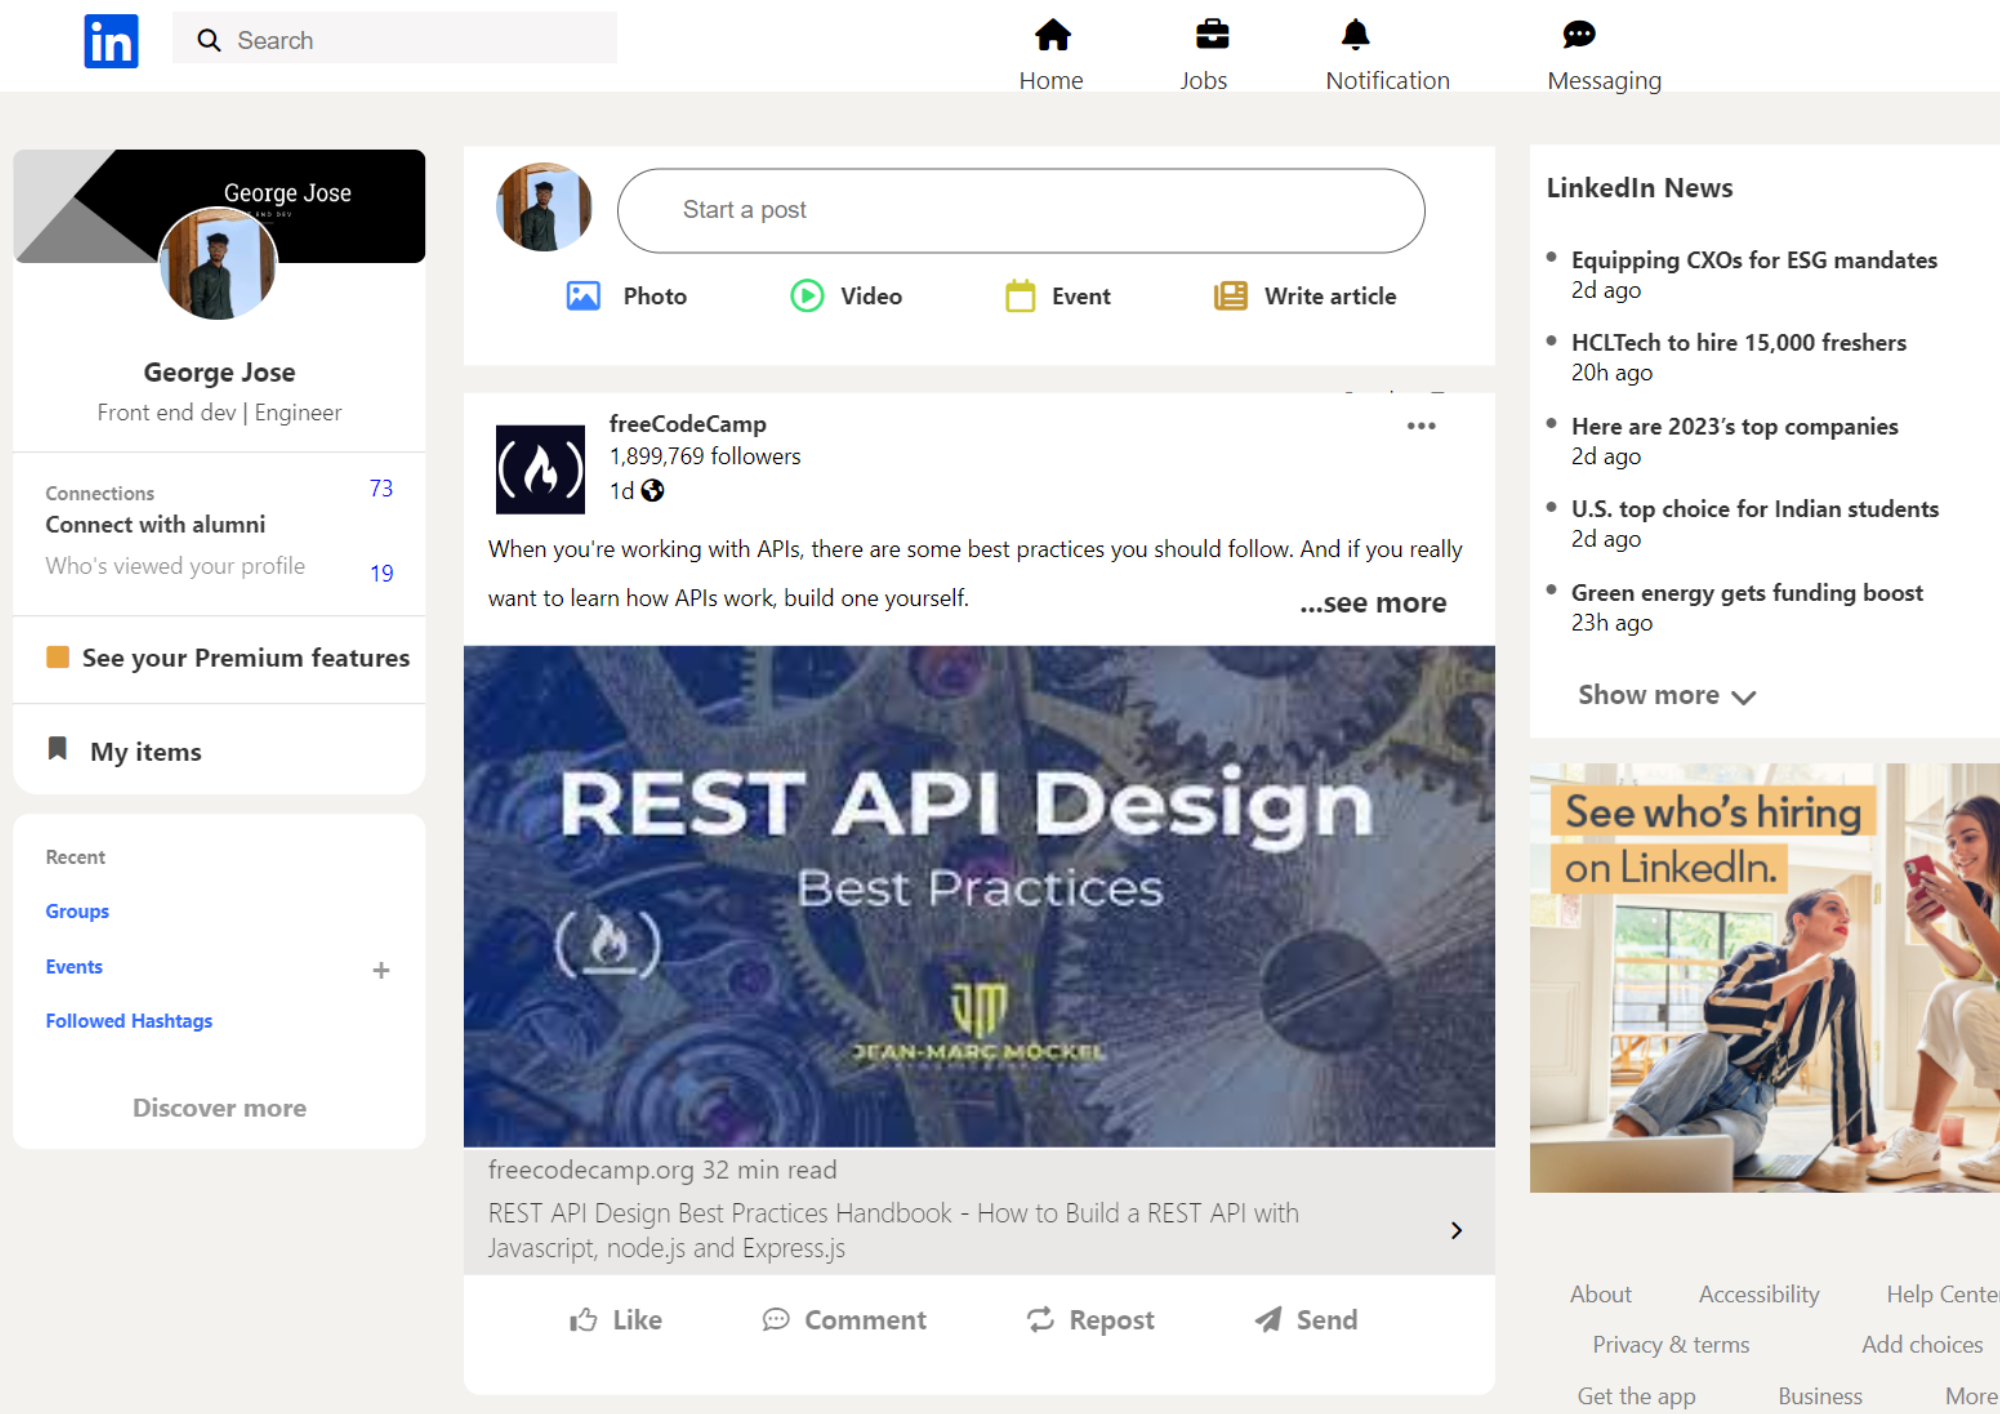 in
Search
Home
Jobs
Notification
Messaging
George Jose
END DEV
George Jose
Front end dev | Engineer
Connections
73
Connect with alumni
Who's viewed your profile
19
See your Premium features
My items
Recent
Groups
Events
+
Followed Hashtags
Discover more
Start a post
Photo
Video
Event
Write article
freeCodeCamp
1,899,769 followers
1d
When you're working with APIs, there are some best practices you should follow. And if you really
want to learn how APIs work, build one yourself.
...see more
REST API Design
Best Practices
JM
JEAN-MARC MÖCKEL
freecodecamp.org 32 min read
REST API Design Best Practices Handbook - How to Build a REST API with
Javascript, node.js and Express.js
Like
Comment
Repost
Send
LinkedIn News
Equipping CXOs for ESG mandates
2d ago
HCLTech to hire 15,000 freshers
20h ago
Here are 2023’s top companies
2d ago
U.S. top choice for Indian students
2d ago
Green energy gets funding boost
23h ago
Show more
See who’s hiring
on LinkedIn.
About Accessibility Help Cente
Privacy & terms Add choices
Get the app Business More